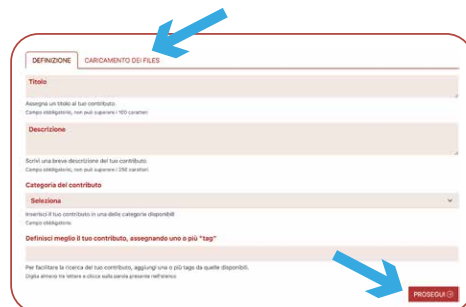 DEFINIZIONE CARICAMENTO DEI FILES
Titolo
Assegna un titolo al tuo contributo.
Campo obbligatorio, non può superare i 100 caratteri
Descrizione
Scrivi una breve descrizione del tuo contributo.
Campo obbligatorio, non può superare i 250 caratteri
Categoria del contributo
Seleziona
Inserisci il tuo contributo in una delle categorie disponibili
Campo obbligatorio
Definisci meglio il tuo contributo, assegnando uno o più "tag"
Per facilitare la ricerca del tuo contributo, aggiungi uno o più tags da quelle disponibili.
Digita almeno tre lettere e clicca sulla parola presente nell'elenco
PROSEGUI